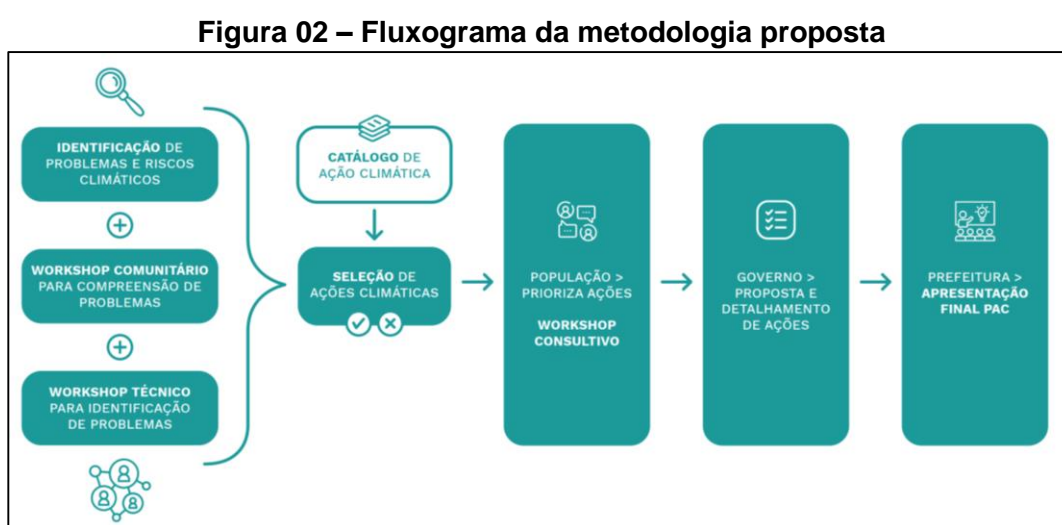 Figura 02 – Fluxograma da metodologia proposta
IDENTIFICAÇÃO DE
PROBLEMAS E RISCOS
CLIMÁTICOS
WORKSHOP COMUNITÁRIO
PARA COMPREENSÃO DE
PROBLEMAS
WORKSHOP TÉCNICO
PARA IDENTIFICAÇÃO
DE PROBLEMAS
CATÁLOGO DE
AÇÃO CLIMÁTICA
SELEÇÃO DE
AÇÕES CLIMÁTICAS
POPULAÇÃO >
PRIORIZA AÇÕES
WORKSHOP
CONSULTIVO
GOVERNO >
PROPOSTA E
DETALHAMENTO
DE AÇÕES
PREFEITURA >
APRESENTAÇÃO
FINAL PAC